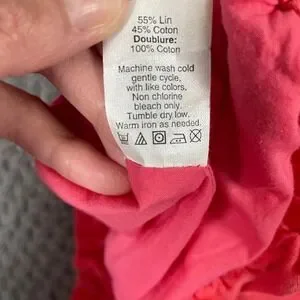 55% Lin
45% Coton
Doublure:
100% Coton
Machine wash cold
gentle cycle,
with like colors.
Non chlorine
bleach only.
Tumble dry low.
Warm iron as needed.